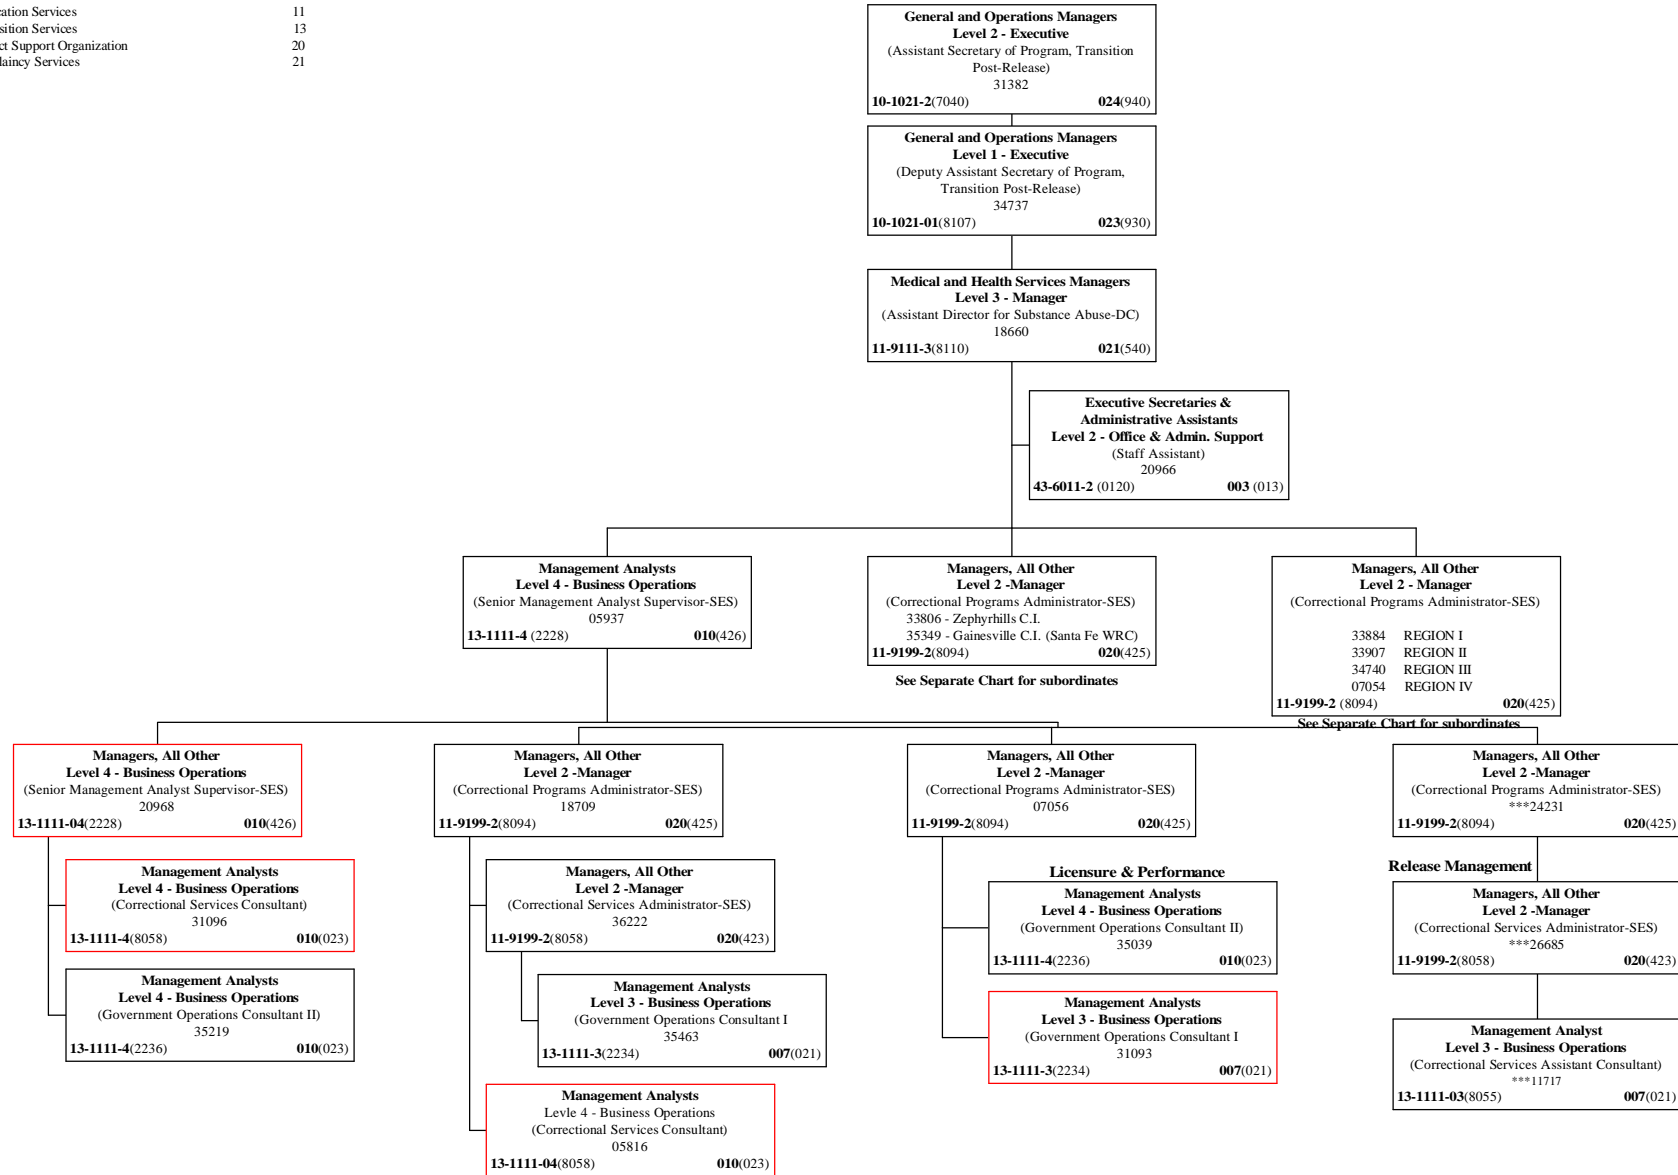 cation Services 11
sition Services 13
ct Support Organization 20
laincy Services 21
General and Operations Managers
Level 2 - Executive
(Assistant Secretary of Program, Transition
Post-Release)
31382
10-1021-2(7040) 024(940)
General and Operations Managers
Level 1 - Executive
(Deputy Assistant Secretary of Program,
Transition Post-Release)
34737
10-1021-01(8107) 023(930)
Medical and Health Services Managers
Level 3 - Manager
(Assistant Director for Substance Abuse-DC)
18660
11-9111-3(8110) 021(540)
Executive Secretaries &
Administrative Assistants
Level 2 - Office & Admin. Support
(Staff Assistant)
20966
43-6011-2 (0120) 003 (013)
Management Analysts
Level 4 - Business Operations
(Senior Management Analyst Supervisor-SES)
05937
13-1111-4 (2228) 010(426)
Managers, All Other
Level 2 -Manager
(Correctional Programs Administrator-SES)
33806 - Zephyrhills C.I.
35349 - Gainesville C.I. (Santa Fe WRC)
11-9199-2(8094) 020(425)
See Separate Chart for subordinates
Managers, All Other
Level 2 - Manager
(Correctional Programs Administrator-SES)
33884 REGION I
33907 REGION II
34740 REGION III
07054 REGION IV
11-9199-2 (8094) 020(425)
See Separate Chart for subordinates
Managers, All Other
Level 4 - Business Operations
(Senior Management Analyst Supervisor-SES)
20968
13-1111-04(2228) 010(426)
Management Analysts
Level 4 - Business Operations
(Correctional Services Consultant)
31096
13-1111-4(8058) 010(023)
Management Analysts
Level 4 - Business Operations
(Government Operations Consultant II)
35219
13-1111-4(2236) 010(023)
Managers, All Other
Level 2 -Manager
(Correctional Programs Administrator-SES)
18709
11-9199-2(8094) 020(425)
Managers, All Other
Level 2 -Manager
(Correctional Services Administrator-SES)
36222
11-9199-2(8058) 020(423)
Management Analysts
Level 3 - Business Operations
(Government Operations Consultant I
35463
13-1111-3(2234) 007(021)
Management Analysts
Levle 4 - Business Operations
(Correctional Services Consultant)
05816
13-1111-04(8058) 010(023)
Managers, All Other
Level 2 -Manager
(Correctional Programs Administrator-SES)
07056
11-9199-2(8094) 020(425)
Licensure & Performance
Management Analysts
Level 4 - Business Operations
(Government Operations Consultant II)
35039
13-1111-4(2236) 010(023)
Management Analysts
Level 3 - Business Operations
(Government Operations Consultant I
31093
13-1111-3(2234) 007(021)
Managers, All Other
Level 2 -Manager
(Correctional Programs Administrator-SES)
***24231
11-9199-2(8094) 020(425)
Release Management
Managers, All Other
Level 2 -Manager
(Correctional Services Administrator-SES)
***26685
11-9199-2(8058) 020(423)
Management Analyst
Level 3 - Business Operations
(Correctional Services Assistant Consultant)
***11717
13-1111-03(8055) 007(021)